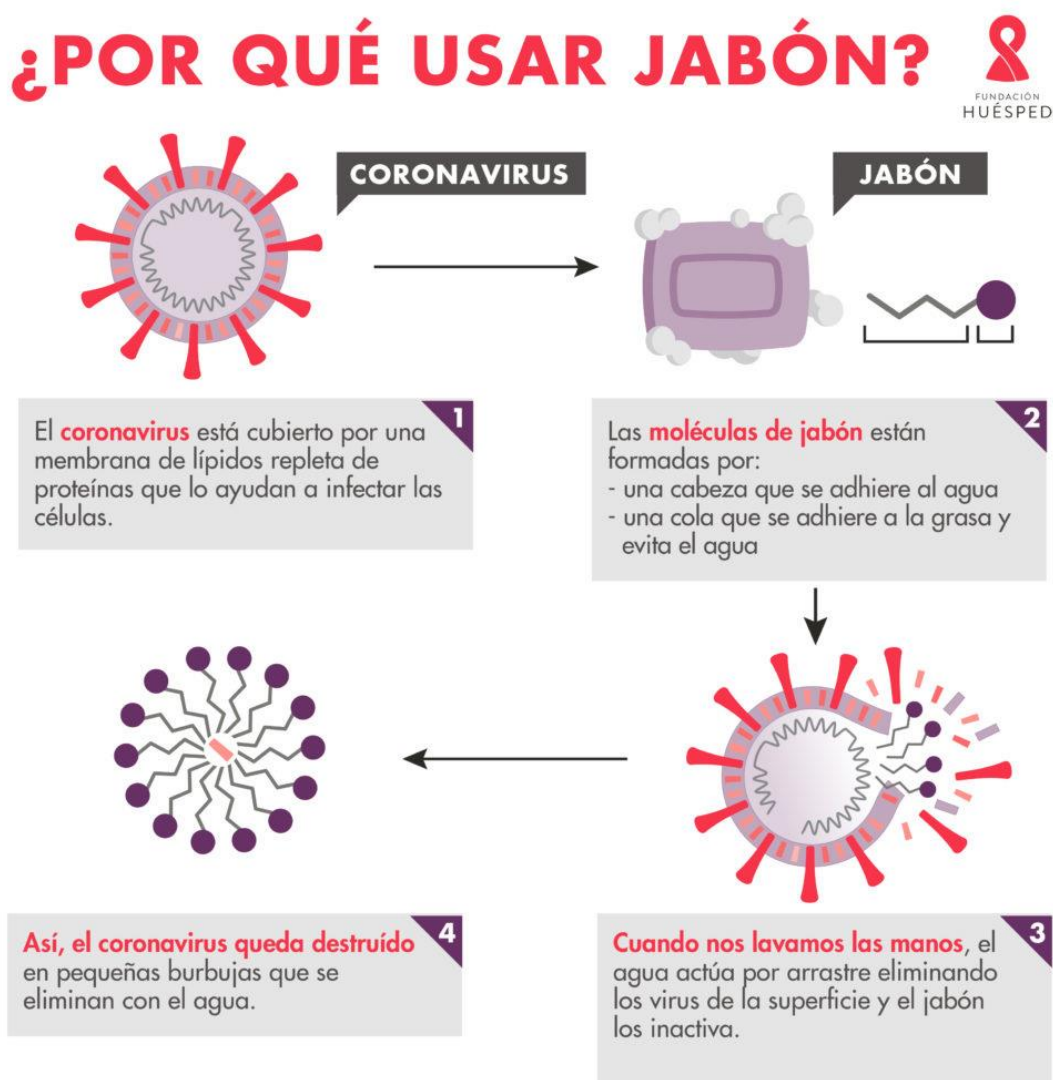 ¿POR QUÉ USAR JABÓN?
FUNDACIÓN
HUÉSPED
CORONAVIRUS
JABÓN
1
El coronavirus está cubierto por una
membrana de lípidos repleta de
proteínas que lo ayudan a infectar las
células.
2
Las moléculas de jabón están
formadas por:
- una cabeza que se adhiere al agua
- una cola que se adhiere a la grasa y
evita el agua
3
Cuando nos lavamos las manos, el
agua actúa por arrastre eliminando
los virus de la superficie y el jabón
los inactiva.
4
Así, el coronavirus queda destruído
en pequeñas burbujas que se
eliminan con el agua.